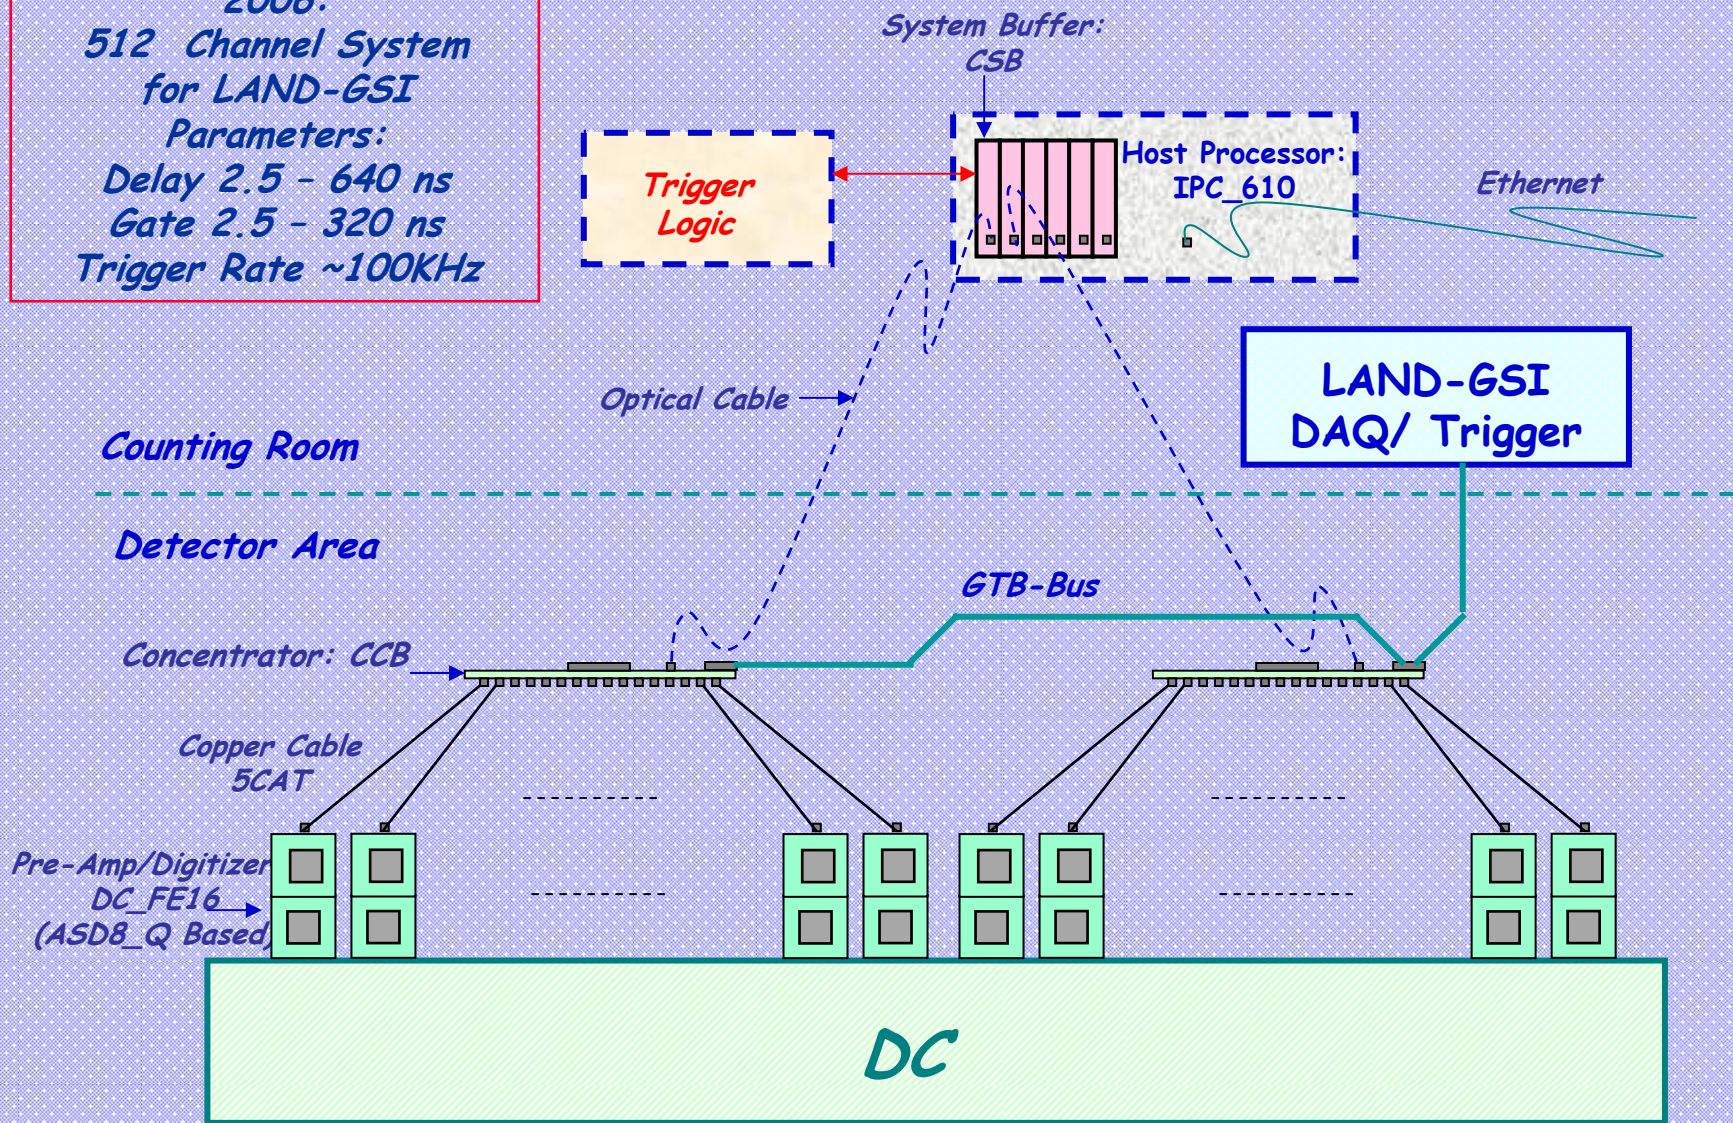 2006:
512 Channel System
for LAND-GSI
Parameters:
Delay 2.5 – 640 ns
Gate 2.5 – 320 ns
Trigger Rate ~100KHz
System Buffer:
CSB
Trigger
Logic
Host Processor:
IPC_610
Ethernet
LAND-GSI
DAQ/ Trigger
Optical Cable
Counting Room
Detector Area
GTB-Bus
Concentrator: CCB
Copper Cable
5CAT
Pre-Amp/Digitizer
DC_FE16
(ASD8_Q Based)
DC